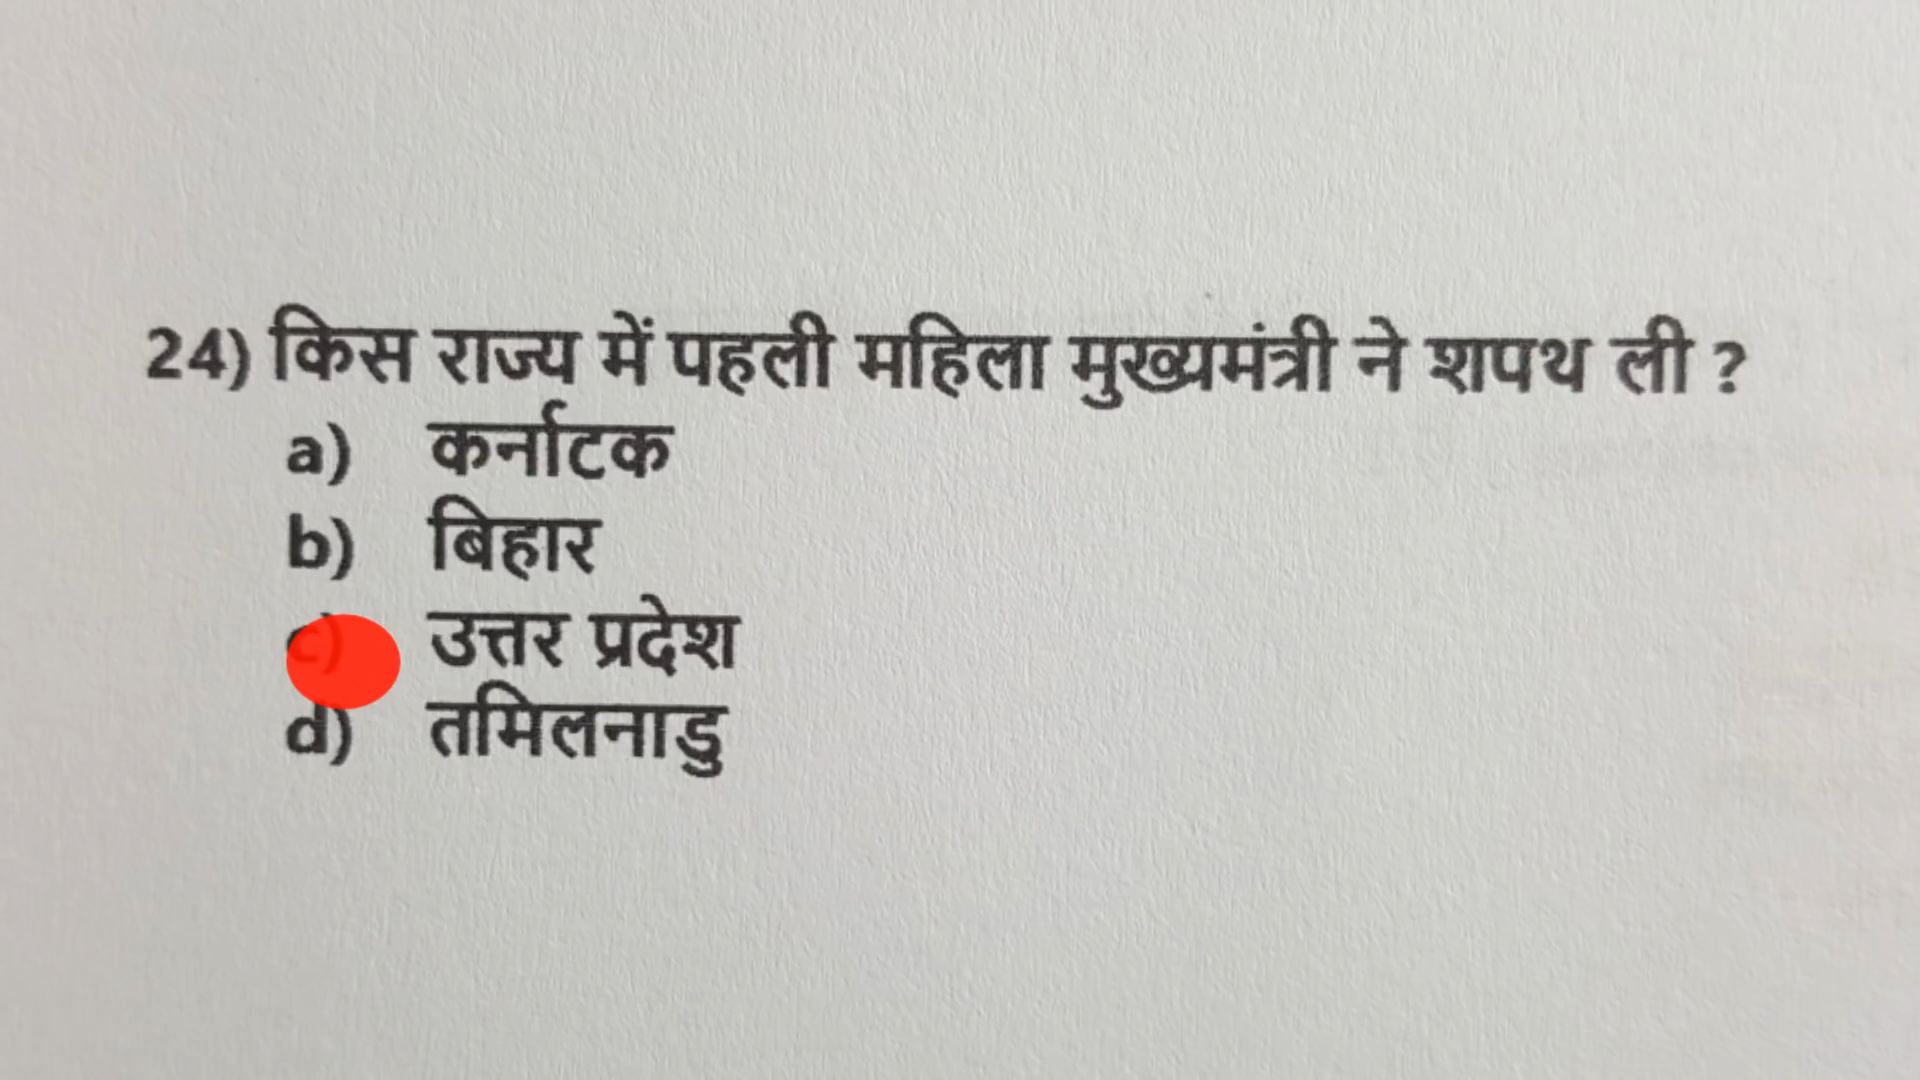 24) किस राज्य में पहली महिला मुख्यमंत्री ने शपथ ली ?
a) कर्नाटक
b) बिहार
c) उत्तर प्रदेश
d) तमिलनाडु